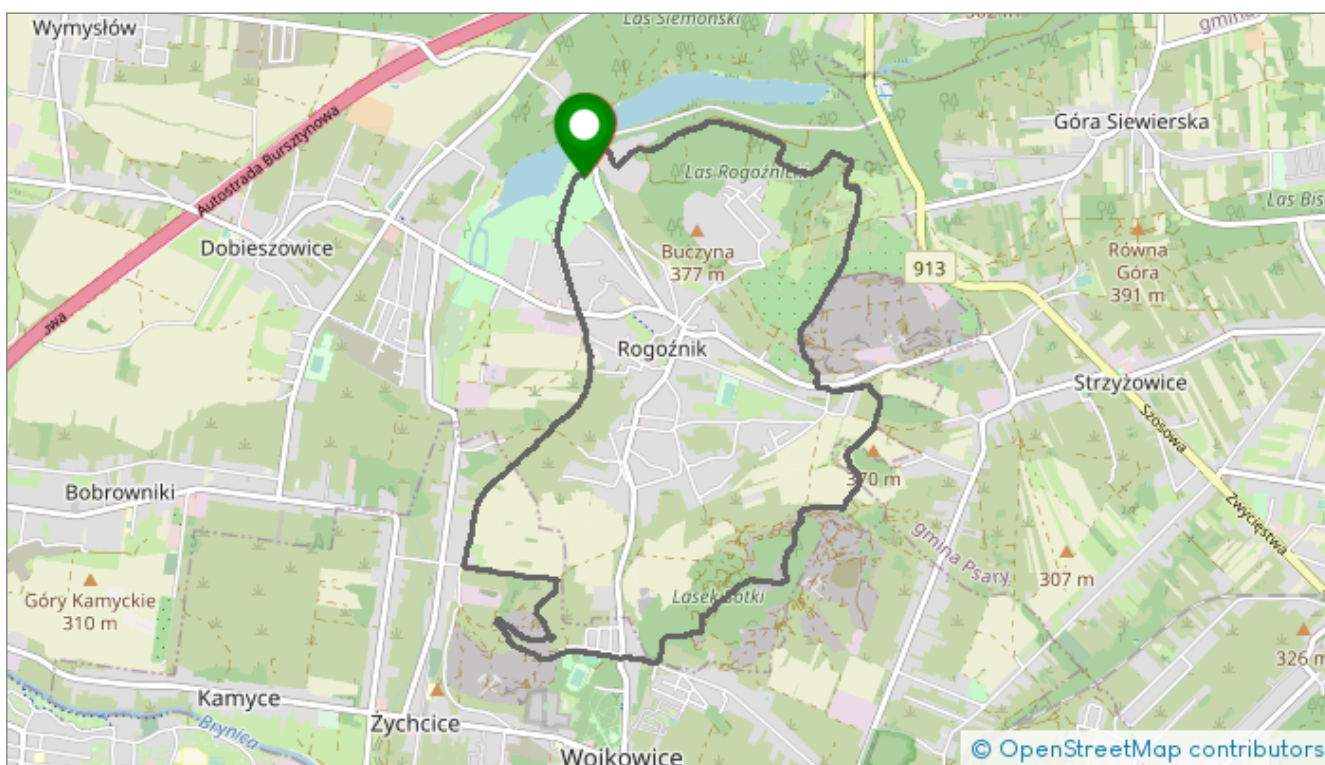 Las Siemoński
Wymysłów
gmina
Góra Siewierska
Autostrada Bursztynowa
Las Rogoźnicki
Las Bis
Dobieszowice
Buczyna
377 m
913
Równa
Góra
391 m
owa
Rogoźnik
Strzyżowice
Szosowa
370 m
Bobrowniki
Zwycięstwa
gmina Psary
307 m
Góry Kamyckie
310 m
Lasek Sotki
326 m
Kamyce
Żychcice
Brynica
Wojkowice
© OpenStreetMap contributors